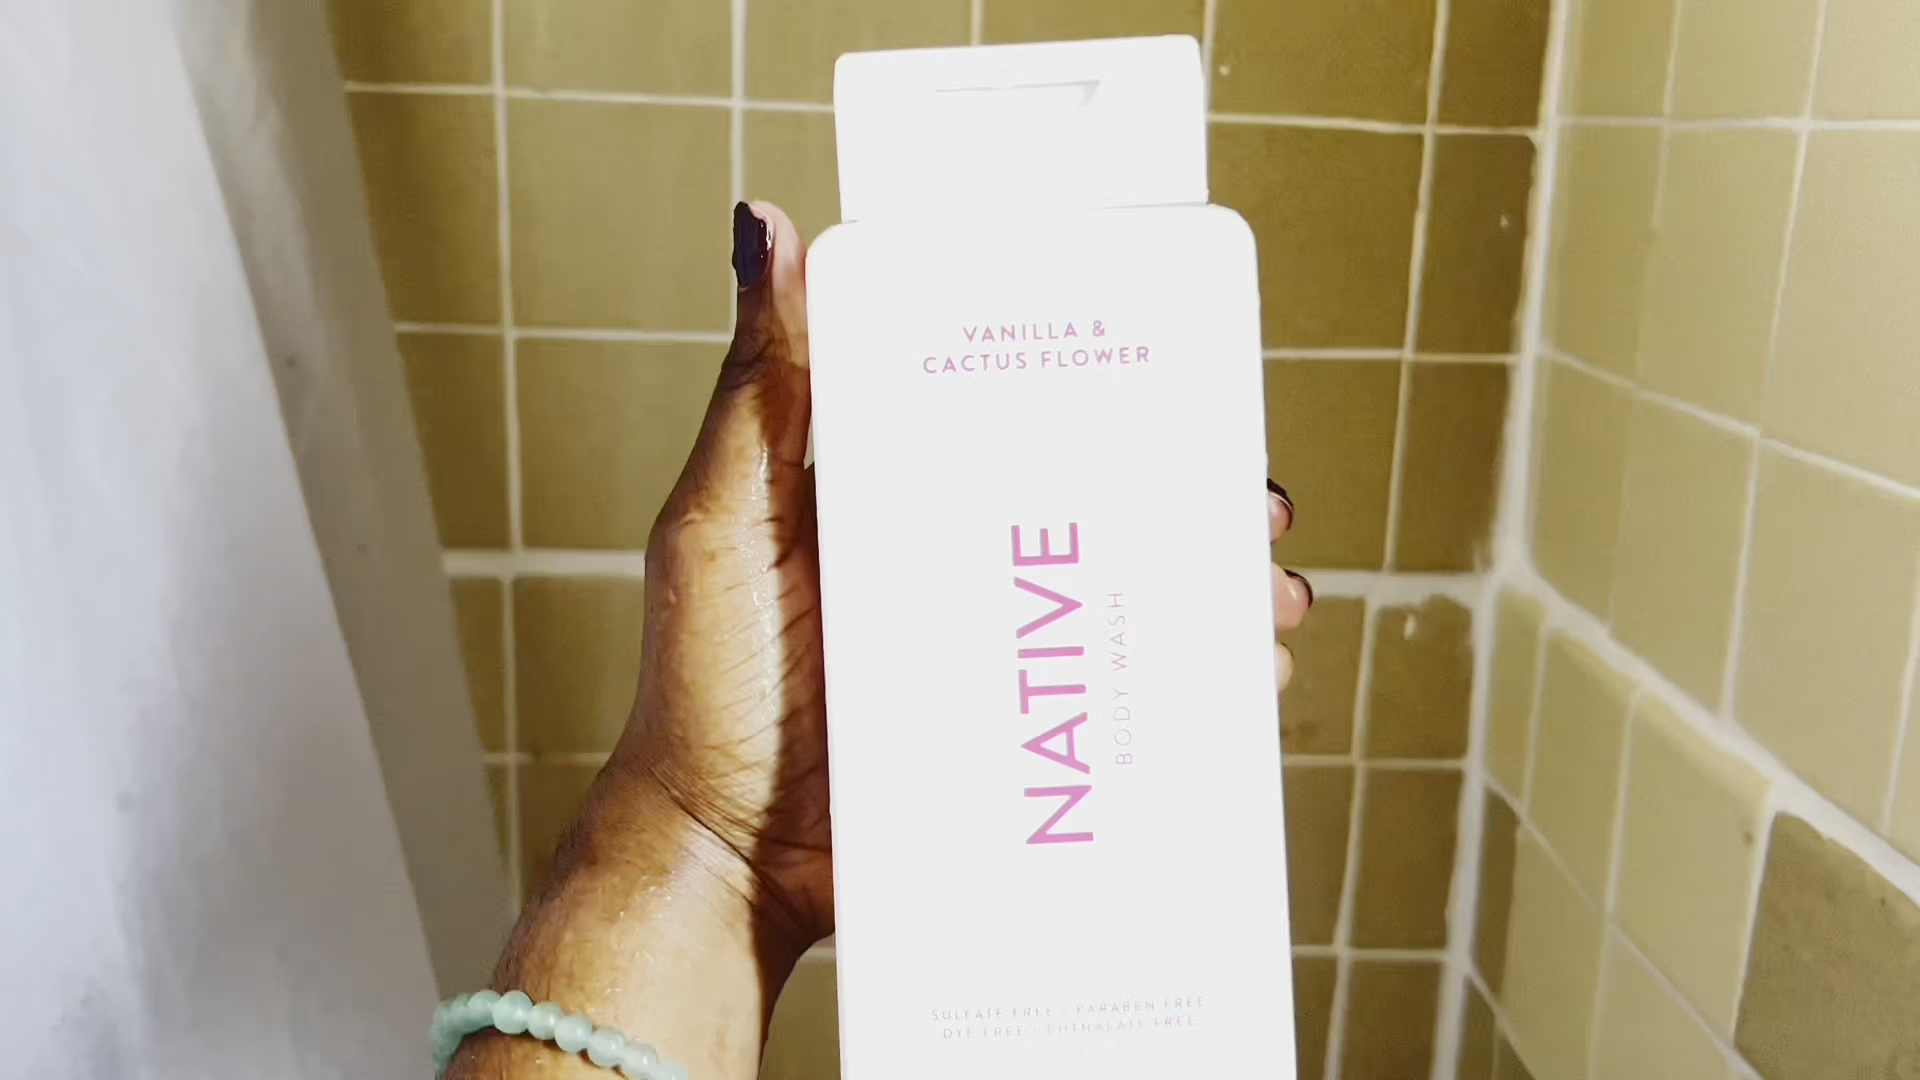 VANILLA &
CACTUS FLOWER
NATIVE
BODY WASH
SULFATE FREE - PARABEN FREE
DYE FREE - PHTHALATE FREE